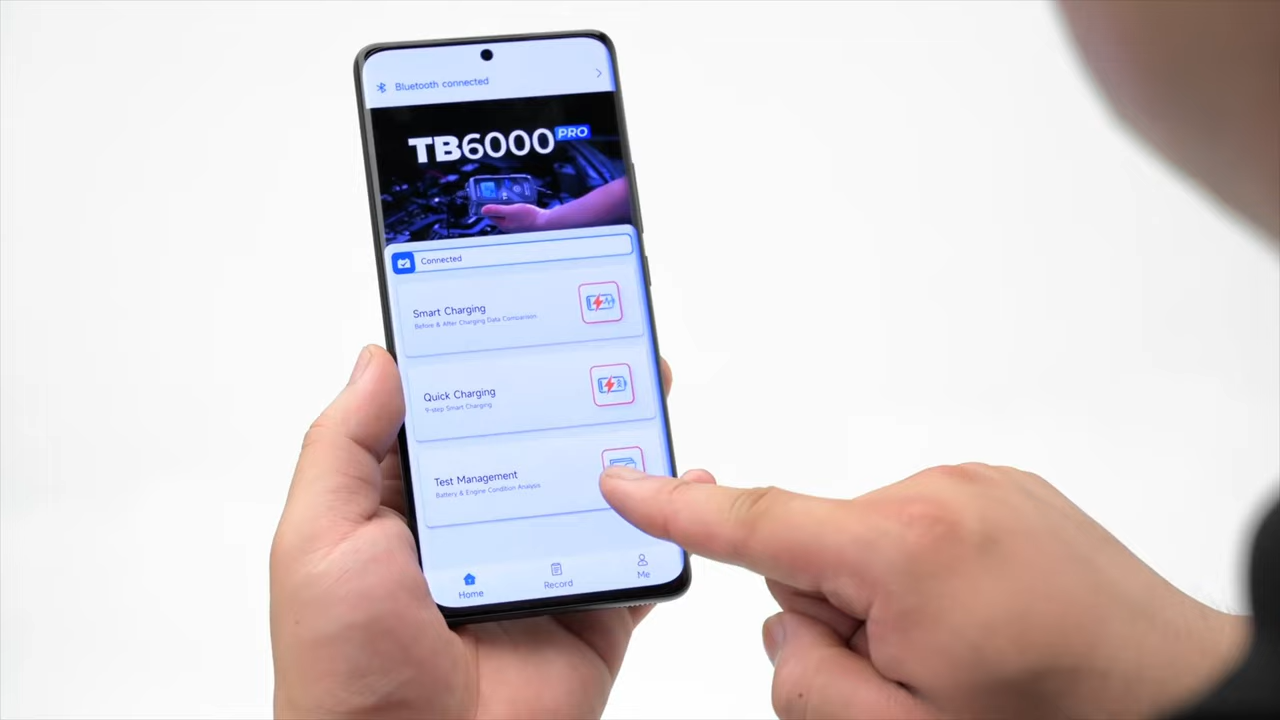 Bluetooth connected
TB6000 PRO
Connected
Smart Charging
Before & After Charging Data Comparison
Quick Charging
9-step Smart Charging
Test Management
Battery & Engine Condition Analysis
Home
Record
Me